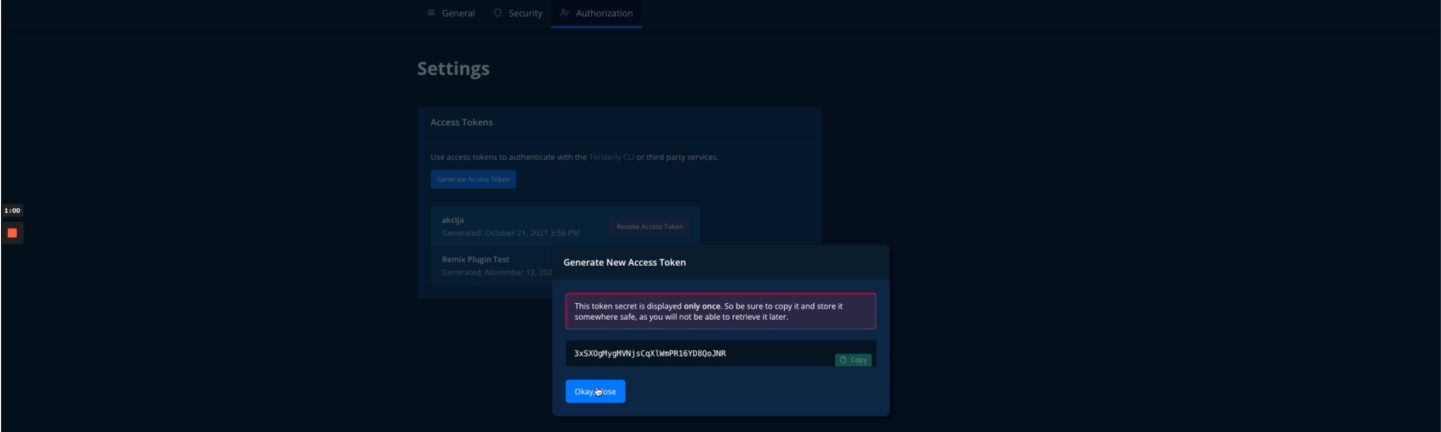 General Security Authorization
Settings
Access Tokens
Use access tokens to authenticate with the Tenderly CLI or third party services.
Generate Access Token
1:00
akcija
Generated: October 21, 2021 3:56 PM
Revoke Access Token
Remix Plugin Test
Generated: November 12, 202
Generate New Access Token
This token secret is displayed only once. So be sure to copy it and store it
somewhere safe, as you will not be able to retrieve it later.
3xSXOgMygMVNjsCqXlWmPR16YD8QoJNR
Copy
Okay,